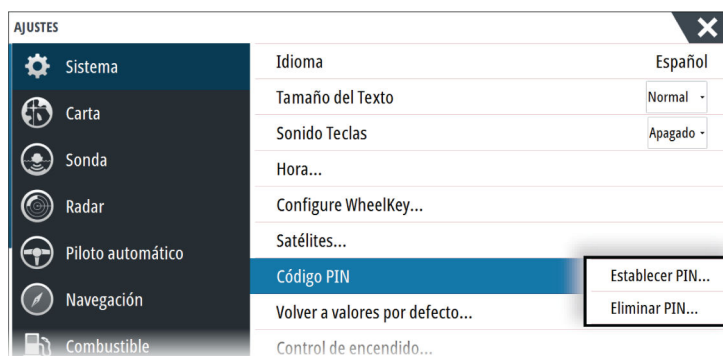 AJUSTES
Sistema
Carta
Sonda
Radar
Piloto automático
Navegación
Combustible
Idioma Español
Tamaño del Texto Normal
Sonido Teclas Apagado
Hora...
Configure WheelKey...
Satélites...
Código PIN
Establecer PIN...
Eliminar PIN...
Volver a valores por defecto...
Control de encendido...